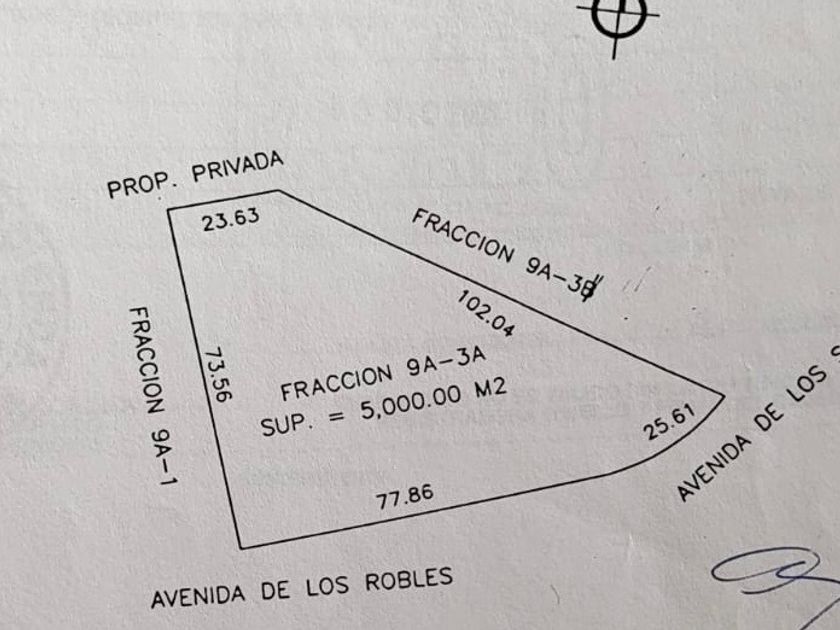 PROP. PRIVADA
23.63
FRACCION 9A-3B
102.04
FRACCION 9A-1
73.56
FRACCION 9A-3A
SUP. = 5,000.00 M2
25.61
AVENIDA DE LOS
77.86
AVENIDA DE LOS ROBLES